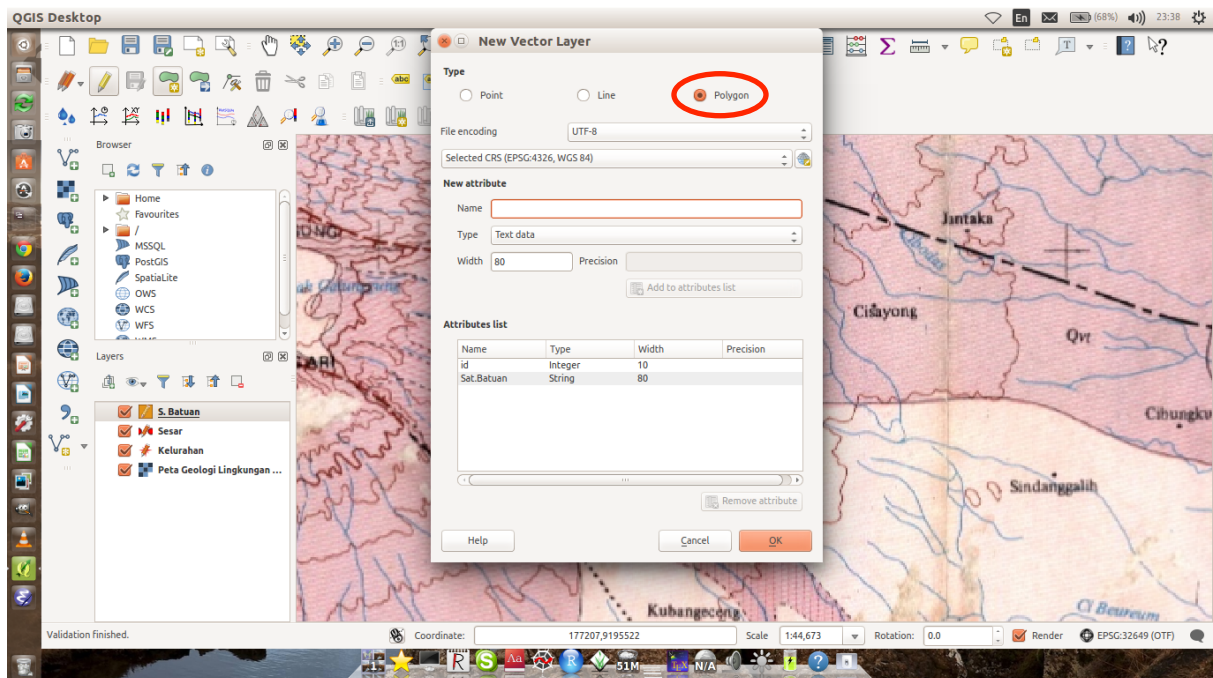 QGIS Desktop
En
(68%)
23:38
New Vector Layer
Type
Point
Line
Polygon
File encoding
UTF-8
Selected CRS (EPSG:4326, WGS 84)
New attribute
Name
Type
Text data
Width
80
Precision
Add to attributes list
Attributes list
Name Type Width Precision
id Integer 10
Sat.Batuan String 80
Remove attribute
Help
Cancel
OK
abc
Browser
Home
Favourites
/
MSSQL
PostGIS
SpatiaLite
OWS
WCS
WFS
Layers
S. Batuan
Sesar
Kelurahan
Peta Geologi Lingkungan ...
Jantaka
Cibodas
Cisayong
Qvt
Cibungku
Sindanggalih
Kubangeceng
Ci Beureum
Validation finished.
Coordinate:
177207,9195522
Scale
1:44,673
Rotation:
0.0
Render
EPSG:32649 (OTF)
R
S
Aa
R
51M
TEX
N/A